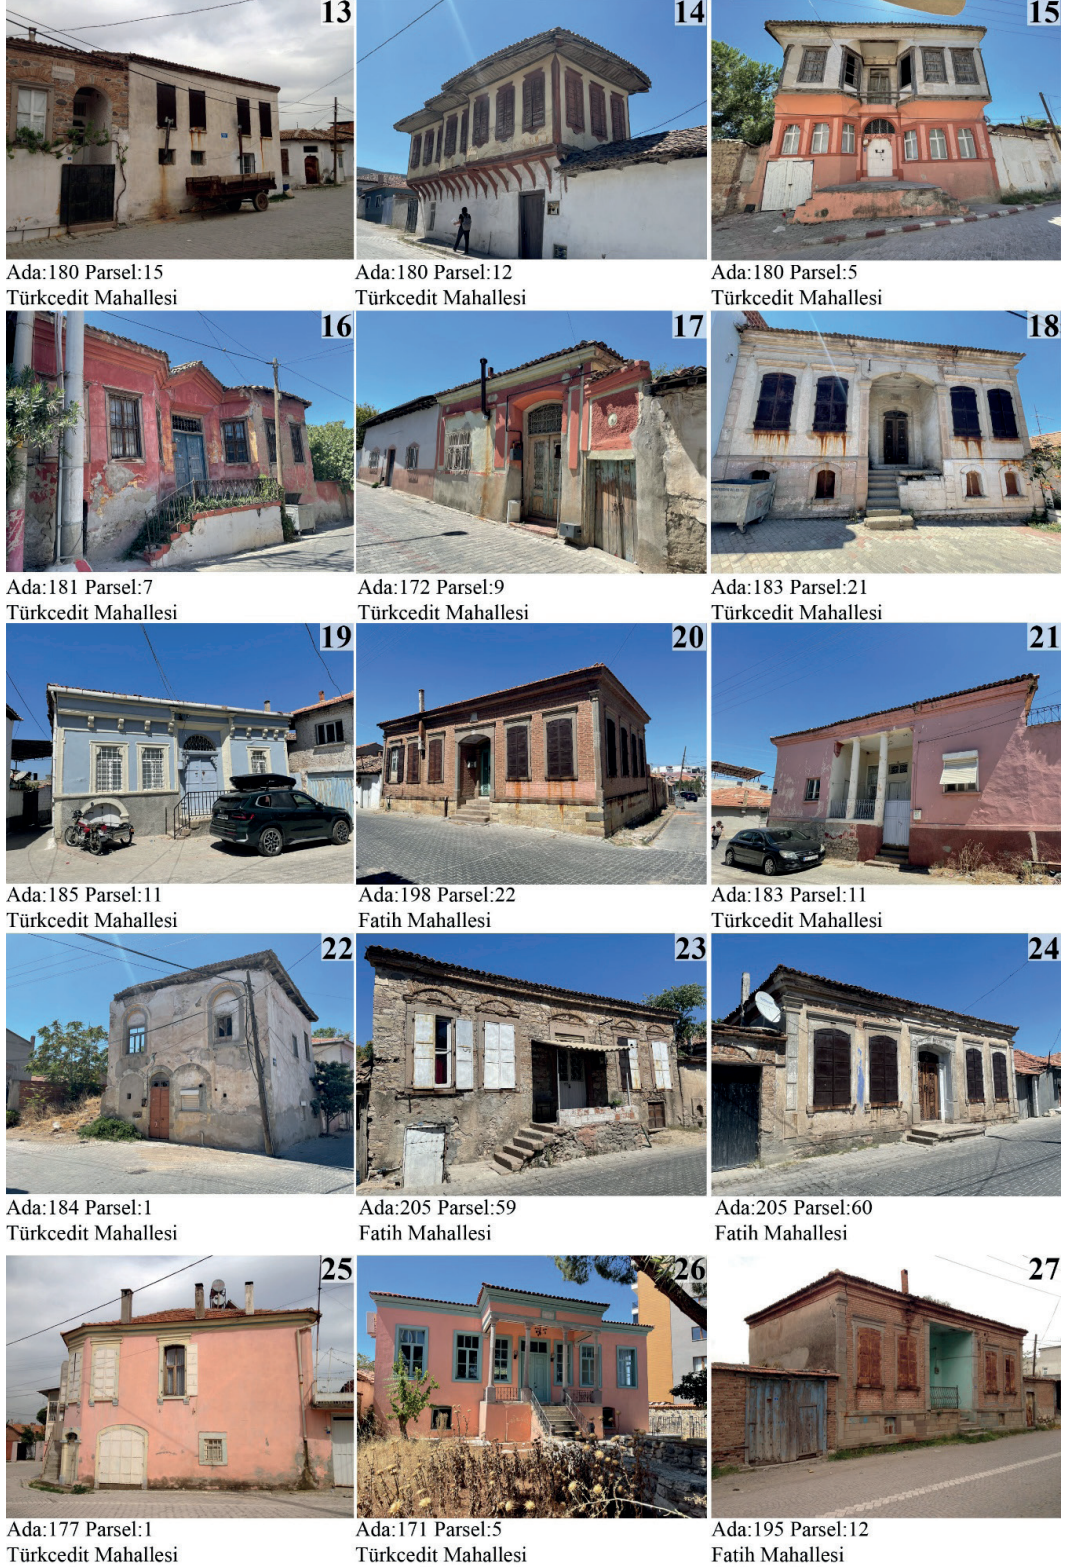 13
14
15
Ada:180 Parsel:15
Türkcedit Mahallesi
Ada:180 Parsel:12
Türkcedit Mahallesi
Ada:180 Parsel:5
Türkcedit Mahallesi
16
17
18
Ada:181 Parsel:7
Türkcedit Mahallesi
Ada:172 Parsel:9
Türkcedit Mahallesi
Ada:183 Parsel:21
Türkcedit Mahallesi
19
20
21
Ada:185 Parsel:11
Türkcedit Mahallesi
Ada:198 Parsel:22
Fatih Mahallesi
Ada:183 Parsel:11
Türkcedit Mahallesi
22
23
24
Ada:184 Parsel:1
Türkcedit Mahallesi
Ada:205 Parsel:59
Fatih Mahallesi
Ada:205 Parsel:60
Fatih Mahallesi
25
26
27
Ada:177 Parsel:1
Türkcedit Mahallesi
Ada:171 Parsel:5
Türkcedit Mahallesi
Ada:195 Parsel:12
Fatih Mahallesi